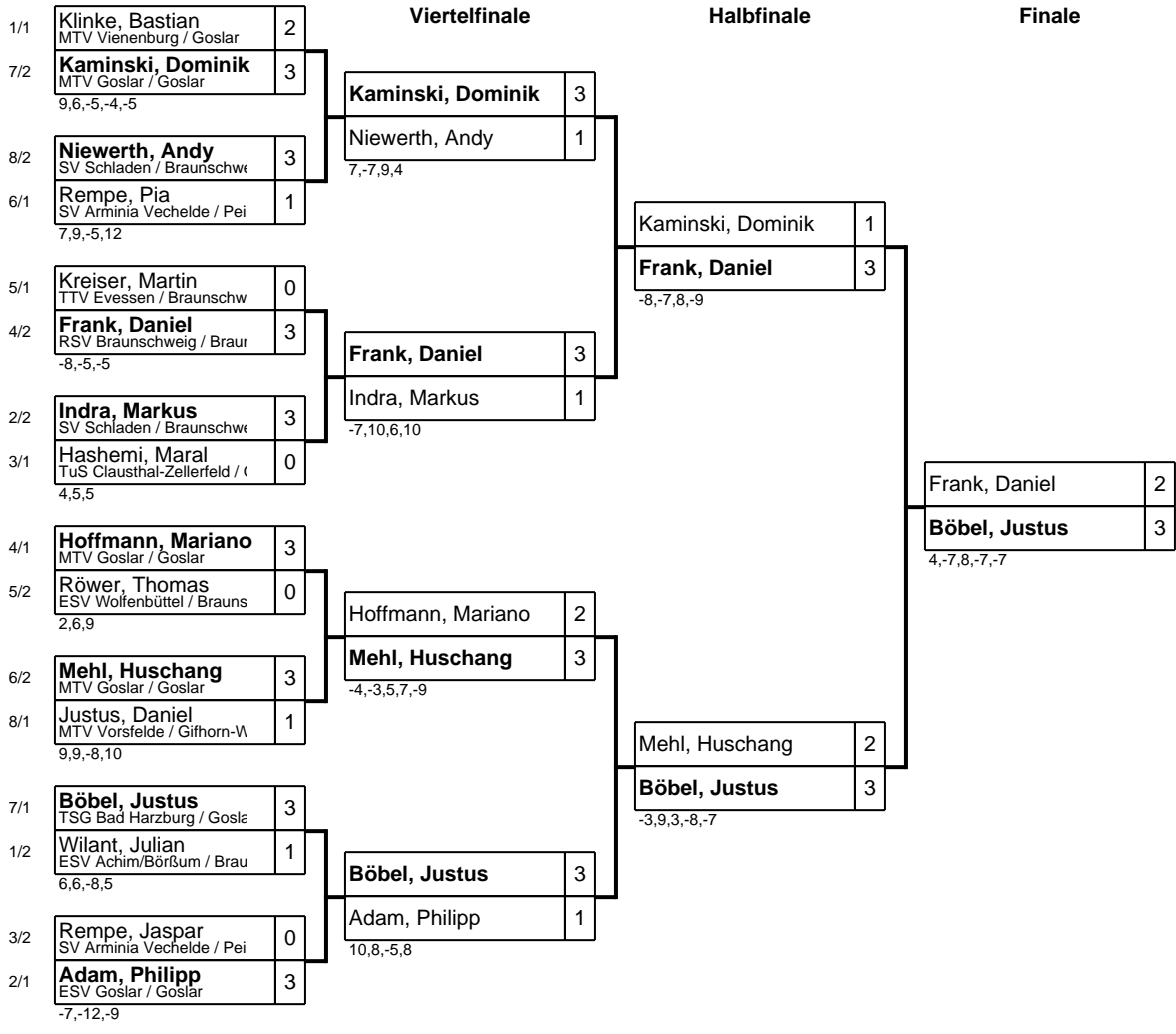 Viertelfinale
Halbfinale
Finale
1/1 Klinke, Bastian 2
MTV Vienenburg / Goslar
7/2 Kaminski, Dominik 3
MTV Goslar / Goslar
9,6,-5,-4,-5
8/2 Niewerth, Andy 3
SV Schladen / Braunschwe
6/1 Rempe, Pia 1
SV Arminia Vechelde / Pei
7,9,-5,12
5/1 Kreiser, Martin 0
TTV Evessen / Braunschw
4/2 Frank, Daniel 3
RSV Braunschweig / Braun
-8,-5,-5
2/2 Indra, Markus 3
SV Schladen / Braunschwe
3/1 Hashemi, Maral 0
TuS Clausthal-Zellerfeld / G
4,5,5
4/1 Hoffmann, Mariano 3
MTV Goslar / Goslar
5/2 Röwer, Thomas 0
ESV Wolfenbüttel / Brauns
2,6,9
6/2 Mehl, Huschang 3
MTV Goslar / Goslar
8/1 Justus, Daniel 1
MTV Vorsfelde / Gifhorn-W
9,9,-8,10
7/1 Böbel, Justus 3
TSG Bad Harzburg / Gosla
1/2 Wilant, Julian 1
ESV Achim/Börßum / Brau
6,6,-8,5
3/2 Rempe, Jaspar 0
SV Arminia Vechelde / Pei
2/1 Adam, Philipp 3
ESV Goslar / Goslar
-7,-12,-9
Kaminski, Dominik 3
Niewerth, Andy 1
7,-7,9,4
Frank, Daniel 3
Indra, Markus 1
-7,10,6,10
Hoffmann, Mariano 2
Mehl, Huschang 3
-4,-3,5,7,-9
Böbel, Justus 3
Adam, Philipp 1
10,8,-5,8
Kaminski, Dominik 1
Frank, Daniel 3
-8,-7,8,-9
Mehl, Huschang 2
Böbel, Justus 3
-3,9,3,-8,-7
Frank, Daniel 2
Böbel, Justus 3
4,-7,8,-7,-7